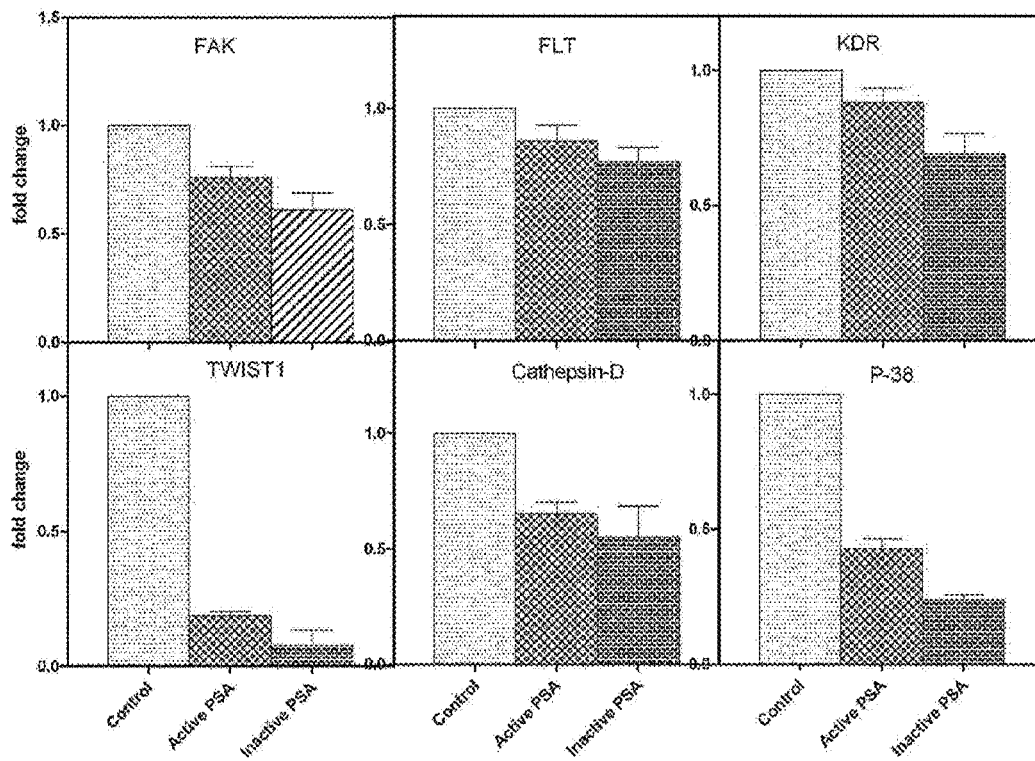 FAK
FLT
KDR
fold change
1.5
1.0
0.5
0.0
1.0
0.5
0.0
1.0
0.5
0.0
TWIST1
Cathepsin-D
P-38
fold change
1.0
0.5
0.0
1.0
0.5
0.0
1.0
0.5
0.0
Control
Active PSA
Inactive PSA
Control
Active PSA
Inactive PSA
Control
Active PSA
Inactive PSA